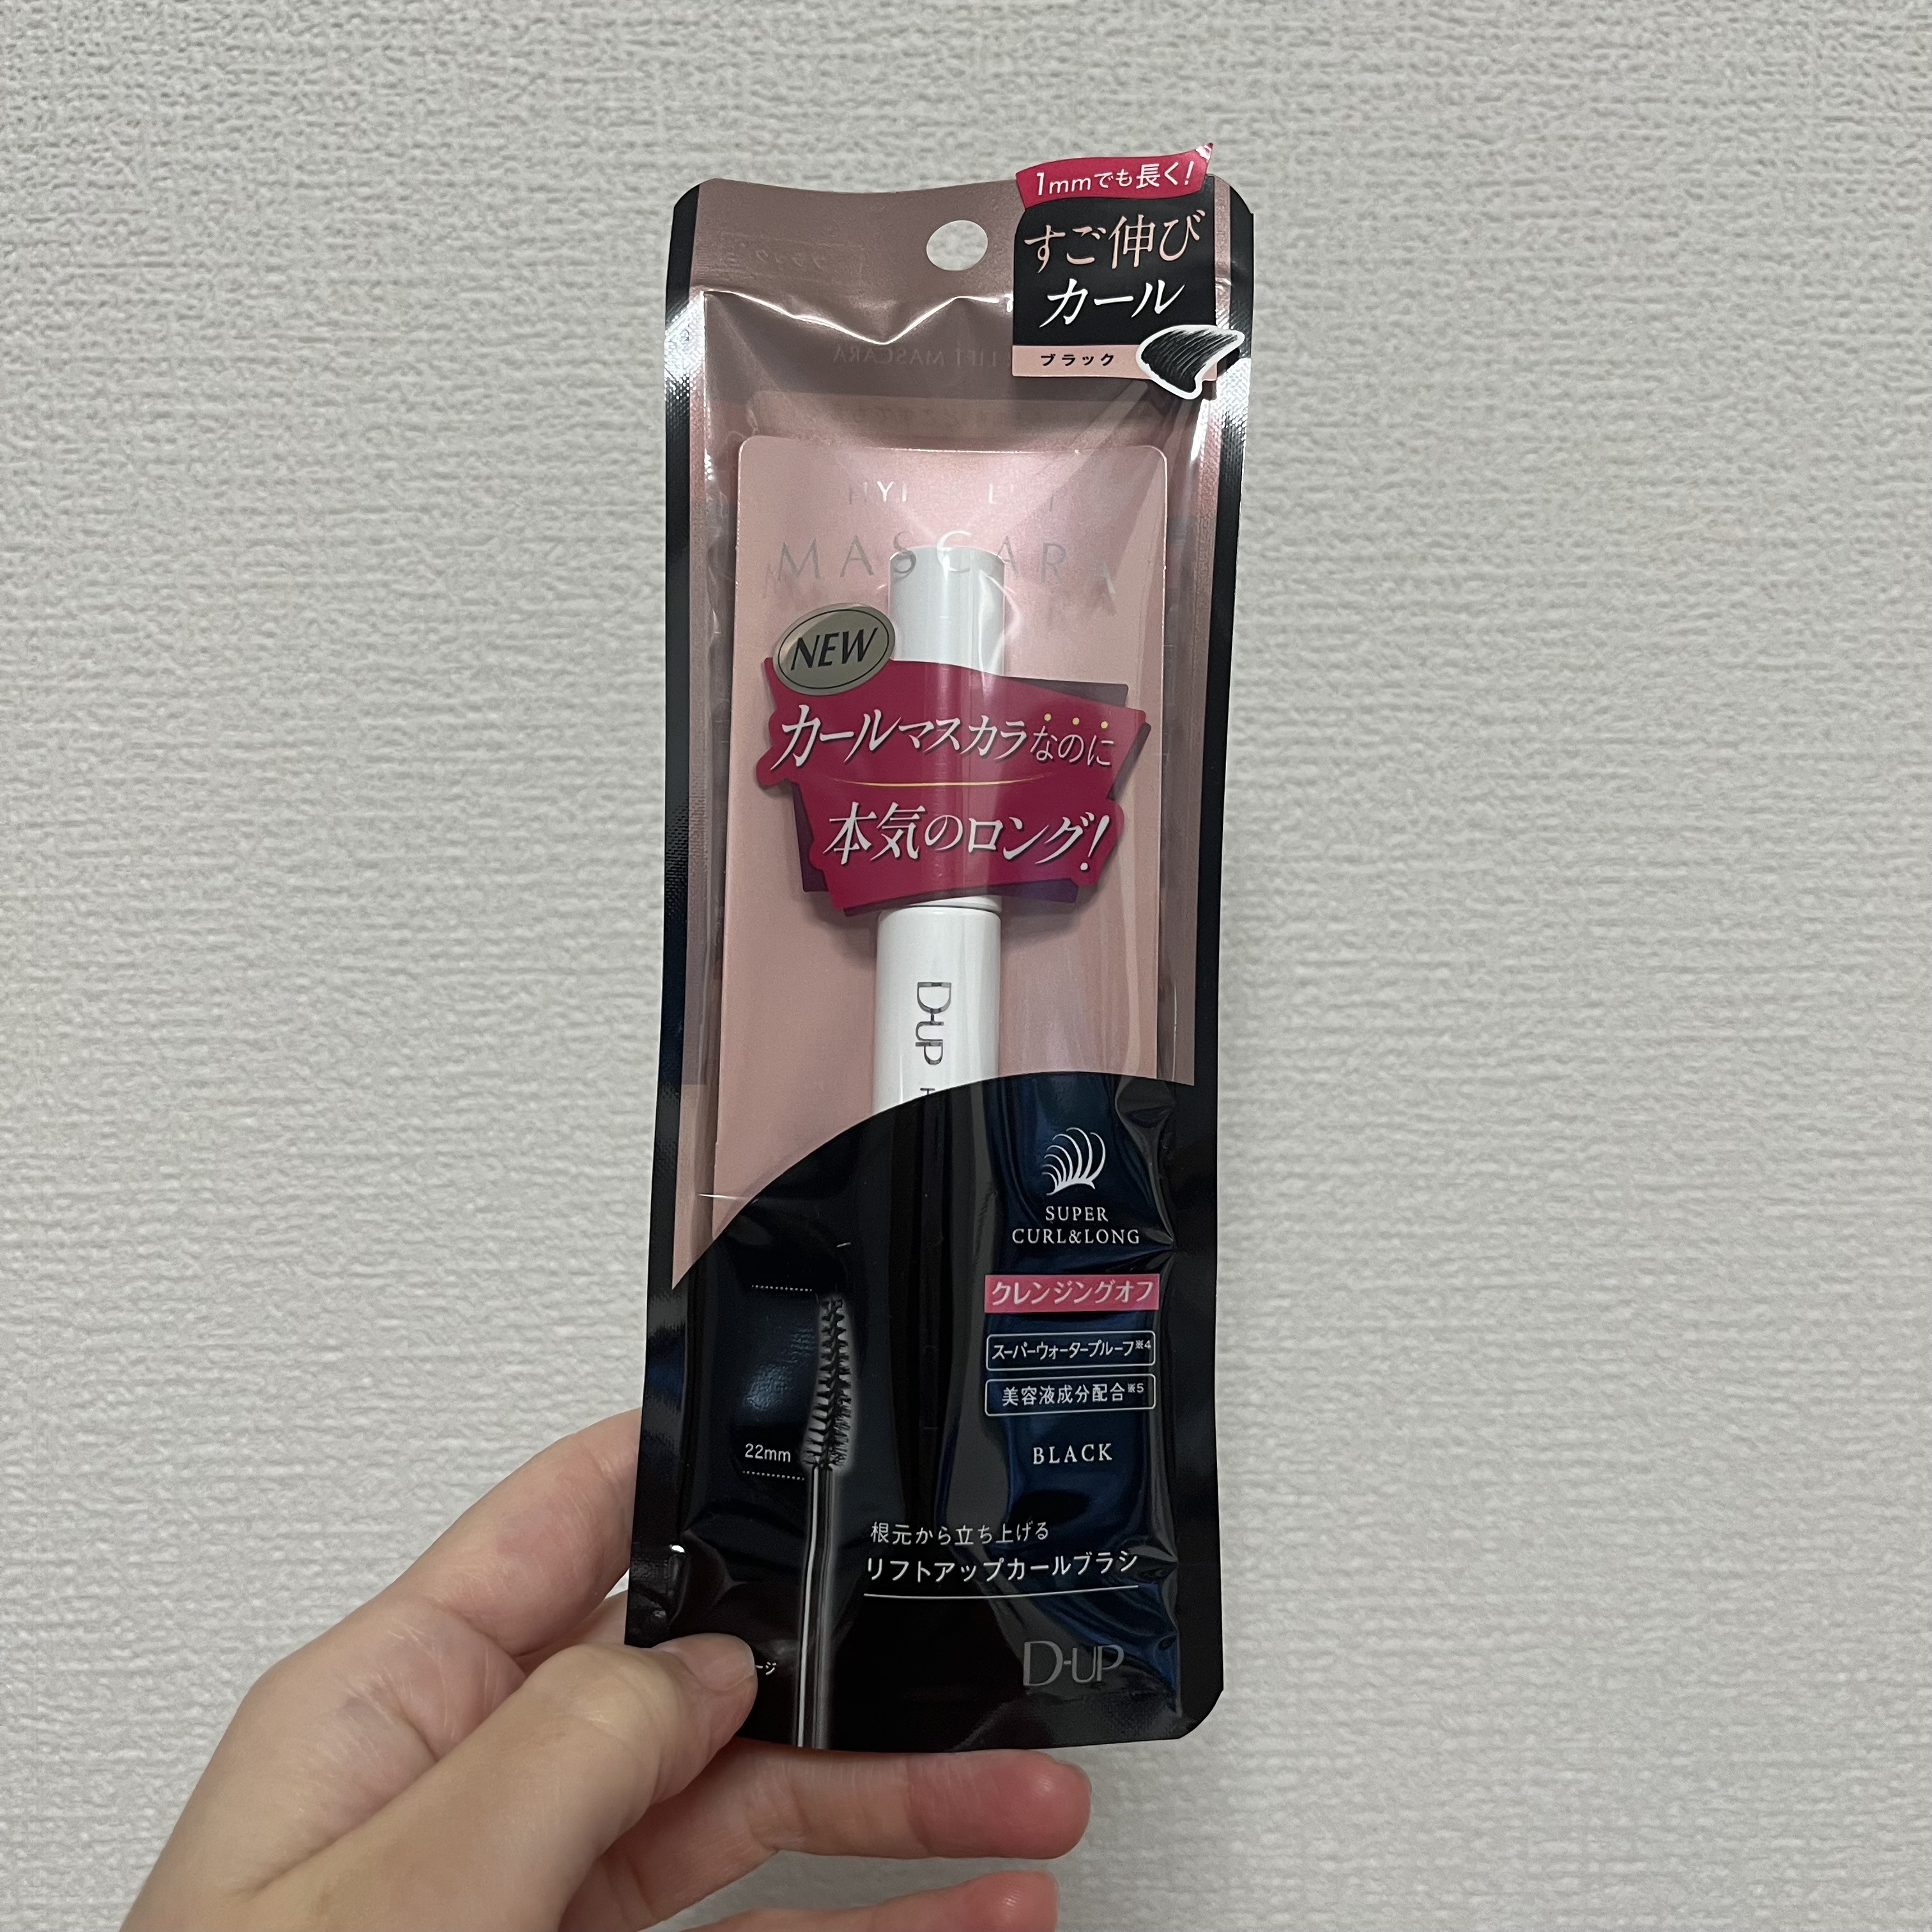 1mmでも長く!
すご伸び
カール
ブラック
LIFT MASCARA
MASCARA
NEW
カールマスカラなのに
本気のロング!
D-UP
SUPER
CURL&LONG
クレンジングオフ
スーパーウォータープルーフ※4
美容液成分配合※5
22mm
BLACK
根元から立ち上げる
リフトアップカールブラシ
D-UP